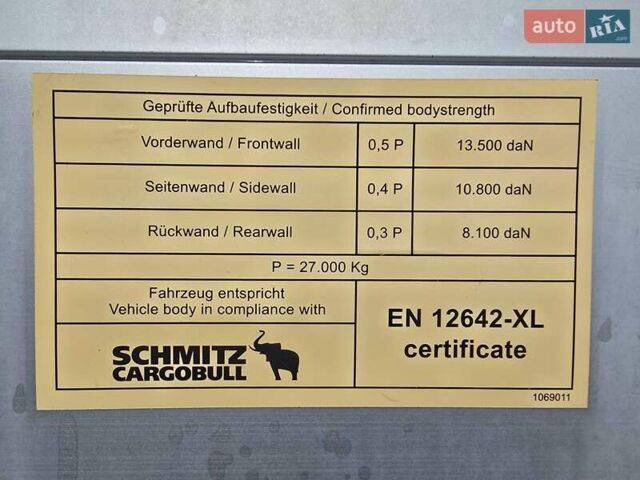 auto RIA.com
Geprüfte Aufbaufestigkeit / Confirmed bodystrength
Vorderwand / Frontwall 0,5 P 13.500 daN
Seitenwand / Sidewall 0,4 P 10.800 daN
Rückwand / Rearwall 0,3 P 8.100 daN
P = 27.000 Kg
Fahrzeug entspricht
Vehicle body in compliance with
EN 12642-XL
certificate
SCHMITZ
CARGOBULL
1069011